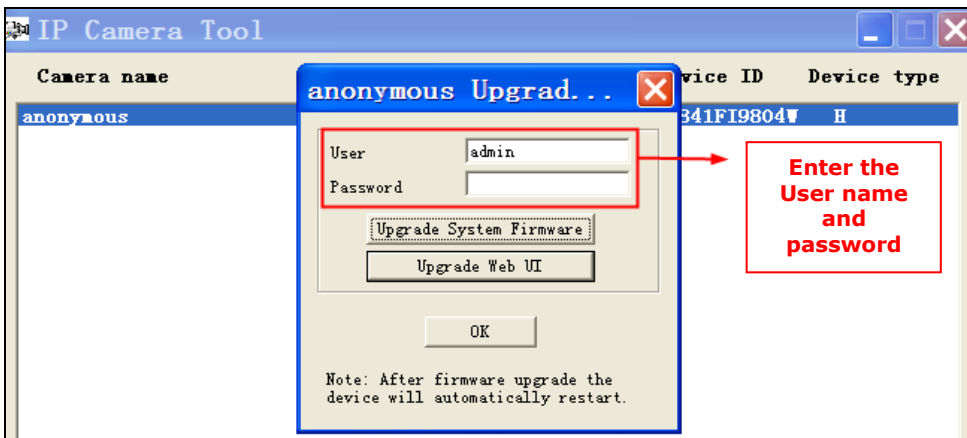 IP Camera Tool
Camera name
vice ID
Device type
anonymous
341FI9804W
H
anonymous Upgrad...
User
admin
Password
Upgrade System Firmware
Upgrade Web UI
OK
Note: After firmware upgrade the
device will automatically restart.
Enter the
User name
and
password